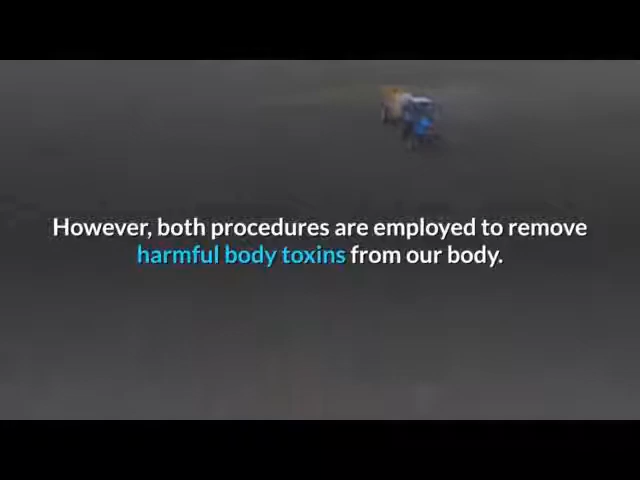 However, both procedures are employed to remove
harmful body toxins from our body.